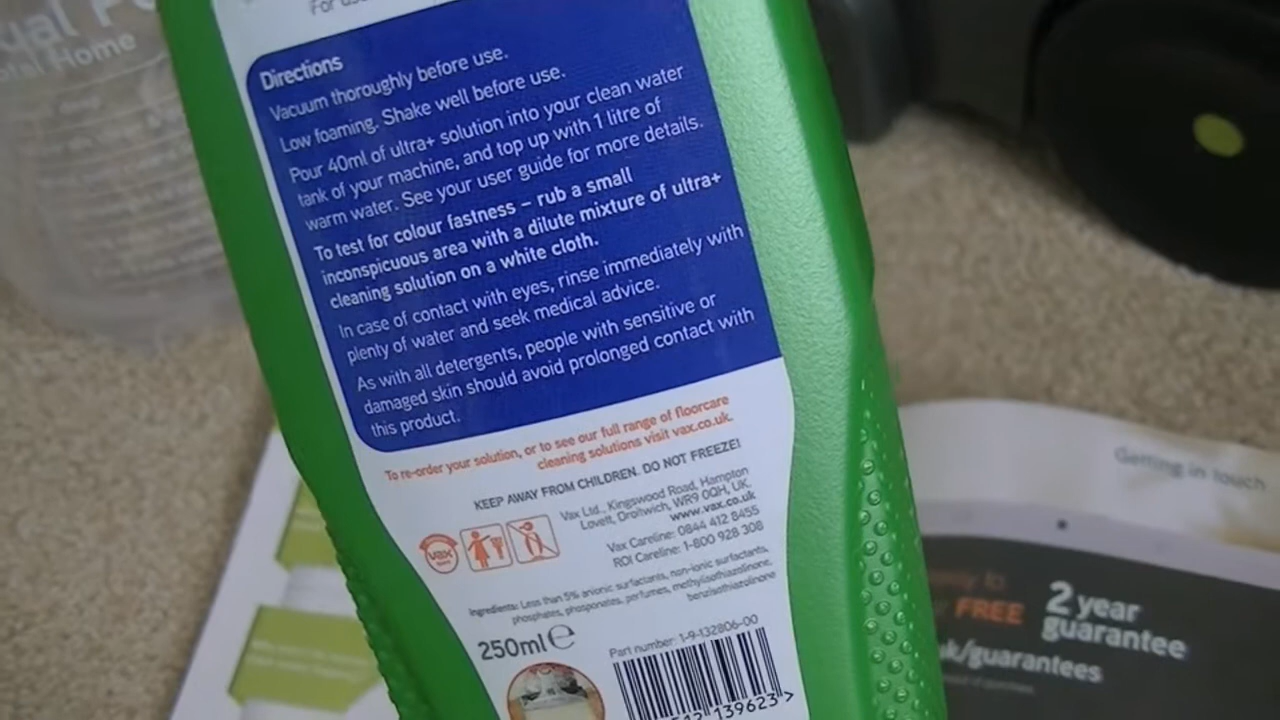 For use
Directions
Vacuum thoroughly before use.
Low foaming. Shake well before use.
Pour 40ml of ultra+ solution into your clean water
tank of your machine, and top up with 1 litre of
warm water. See your user guide for more details.
To test for colour fastness – rub a small
inconspicuous area with a dilute mixture of ultra+
cleaning solution on a white cloth.
In case of contact with eyes, rinse immediately with
plenty of water and seek medical advice.
As with all detergents, people with sensitive or
damaged skin should avoid prolonged contact with
this product.
To re-order your solution, or to see our full range of floorcare
cleaning solutions visit vax.co.uk.
KEEP AWAY FROM CHILDREN. DO NOT FREEZE!
Vax Ltd., Kingswood Road, Hampton
Lovett, Droitwich, WR9 0QH, UK.
www.vax.co.uk
Vax Careline: 0844 412 8455
ROI Careline: 1-800 928 308
VAX
Ingredients: Less than 5% anionic surfactants, non-ionic surfactants,
phosphates, phosphonates, perfumes, methylisothiazolinone,
benzisothiazolinone
250ml e
Part number: 1-9-132806-00
139623
Home
Getting in touch
FREE
2 year
guarantee
/guarantees